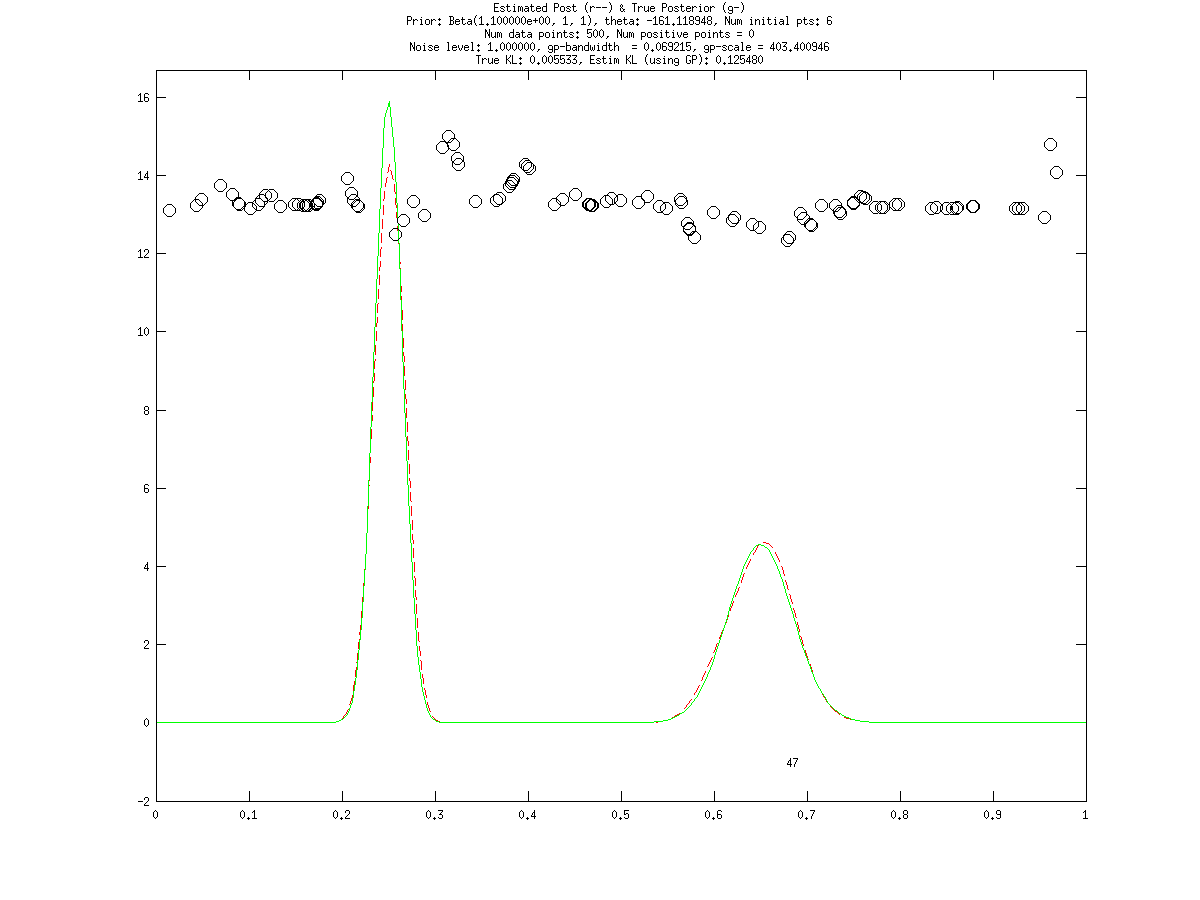 Estimated Post (r--) & True Posterior (g-)
Prior: Beta(1.100000e+00, 1, 1), theta: -161.118948, Num initial pts: 6
Num data points: 500, Num positive points = 0
Noise level: 1.000000, gp-bandwidth  = 0.069215, gp-scale = 403.400946
True KL: 0.005533, Estim KL (using GP): 0.125480
16
14
12
10
8
6
4
2
0
47
-2
0 0.1 0.2 0.3 0.4 0.5 0.6 0.7 0.8 0.9 1